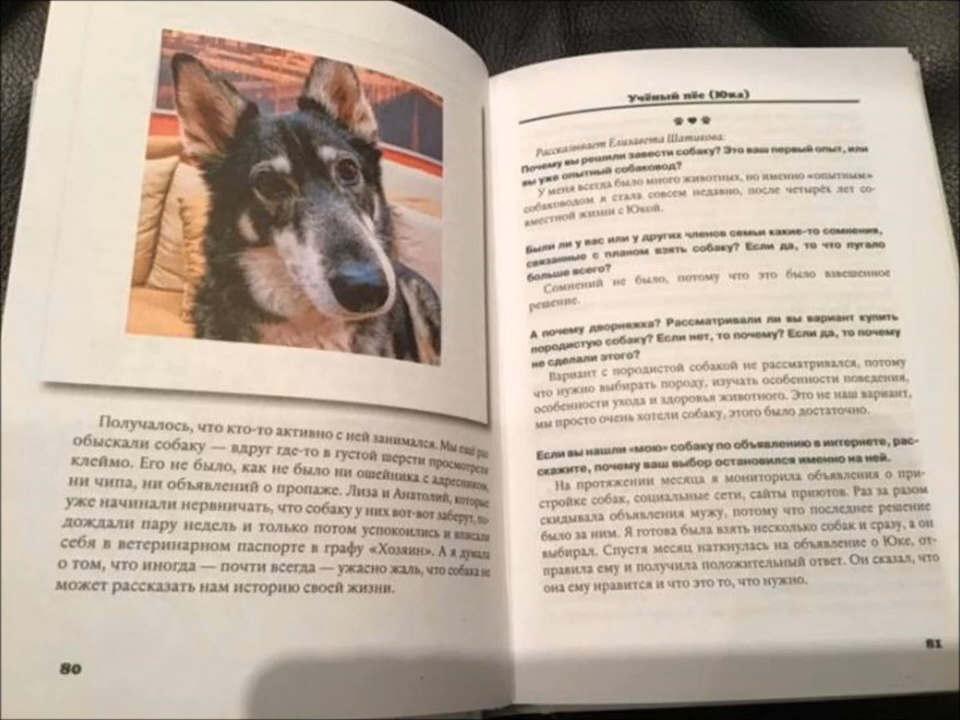 Получалось, что кто-то активно с ней занимался. Мы ещё раз
обыскали собаку — вдруг где-то в густой шерсти просмотрели
клеймо. Его не было, как не было ни ошейника с адресником,
ни чипа, ни объявлений о пропаже. Лиза и Анатолий, которые
уже начинали нервничать, что собаку у них вот-вот заберут, по-
дождали пару недель и только потом успокоились и вписали
себя в ветеринарном паспорте в графу «Хозяин». А я думала
о том, что иногда — почти всегда — ужасно жаль, что собака не
может рассказать нам историю своей жизни.
80
Учёный пёс (Юка)
Рассказывает Елизавета Шатикова:
Почему вы решили завести собаку? Это ваш первый опыт, или
вы уже опытный собаковод?
У меня всегда было много животных, но именно «опытным»
собаководом я стала совсем недавно, после четырёх лет со-
вместной жизни с Юкой.
Были ли у вас или у других членов семьи какие-то сомнения,
связанные с планом взять собаку? Если да, то что пугало
больше всего?
Сомнений не было, потому что это было взвешенное
решение.
А почему дворняжка? Рассматривали ли вы вариант купить
породистую собаку? Если нет, то почему? Если да, то почему
не сделали этого?
Вариант с породистой собакой не рассматривался, потому
что нужно выбирать породу, изучать особенности поведения,
особенности ухода и здоровья животного. Это не наш вариант,
мы просто очень хотели собаку, этого было достаточно.
Если вы нашли «мою» собаку по объявлению в интернете, рас-
скажите, почему ваш выбор остановился именно на ней.
На протяжении месяца я мониторила объявления о при-
стройке собак, социальные сети, сайты приютов. Раз за разом
скидывала объявления мужу, потому что последнее решение
было за ним. Я готова была взять несколько собак и сразу, а он
выбирал. Спустя месяц наткнулась на объявление о Юке, от-
правила ему и получила положительный ответ. Он сказал, что
она ему нравится и что это то, что нужно.
81